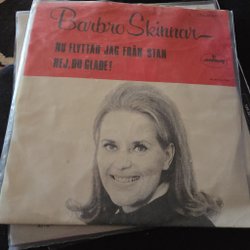 Barbro Skinnar
NU FLYTTAR JAG FRÅN STAN
HEJ, DU GLADE!